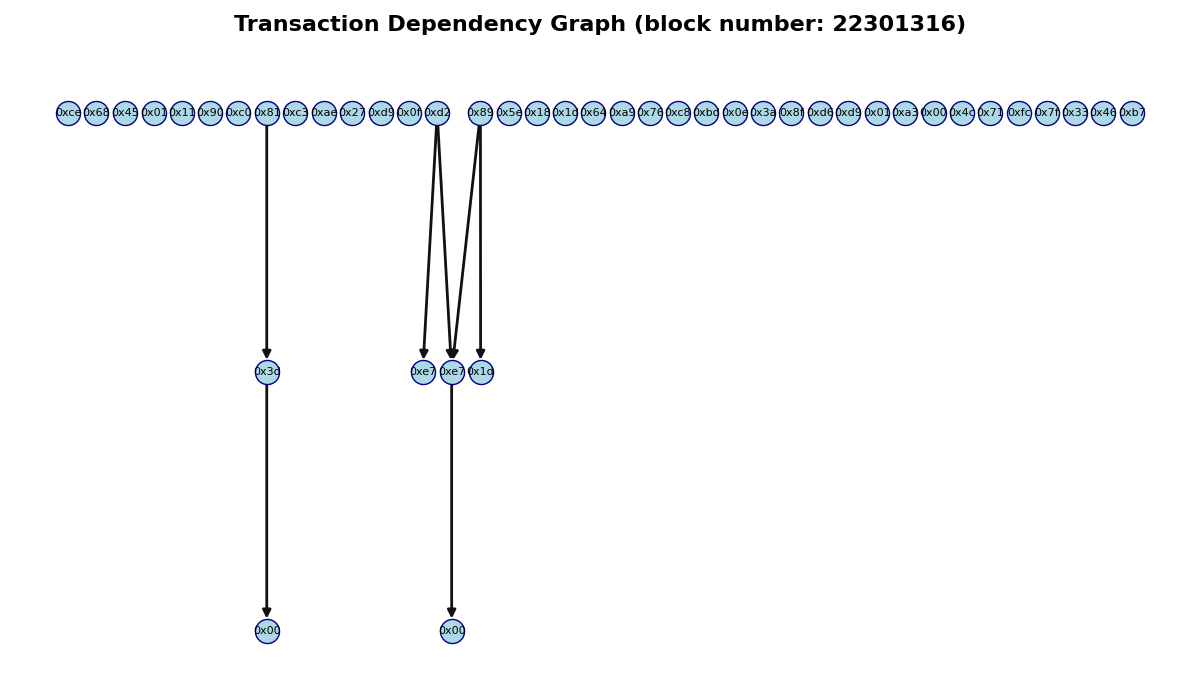 Transaction Dependency Graph (block number: 22301316)
0xce 0x68 0x45 0x01 0x11 0x90 0xc0 0x81 0xc3 0xae 0x27 0xd9 0x0f 0xd2 0x89 0x5e 0x18 0x1d 0x64 0xa9 0x76 0xc8 0xbd 0x0e 0x3a 0x8f 0xd6 0xd9 0x01 0xa3 0x00 0x4c 0x71 0xfc 0x7f 0x33 0x46 0xb7
0x3d 0xe7 0xe7 0x1d
0x00 0x00